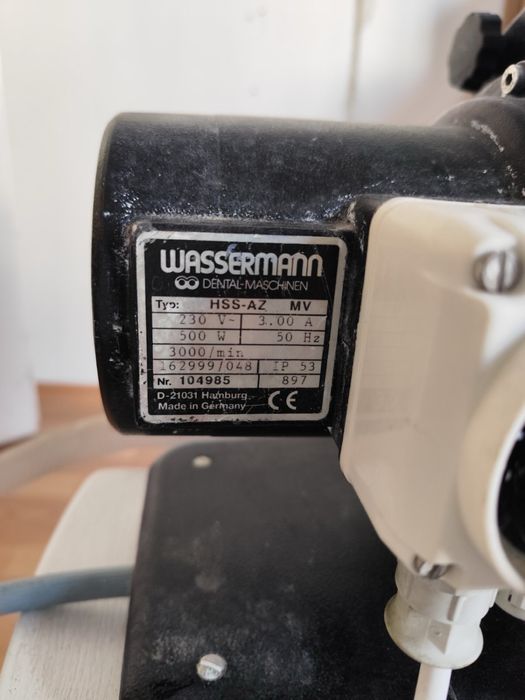 WASSERMANN
DENTAL-MASCHINEN
Typ: HSS-AZ MV
230 V~ 3.00 A
500 W 50 Hz
3000/min
162999/048 IP 53
Nr. 104985 897
D-21031 Hamburg
Made in Germany CE